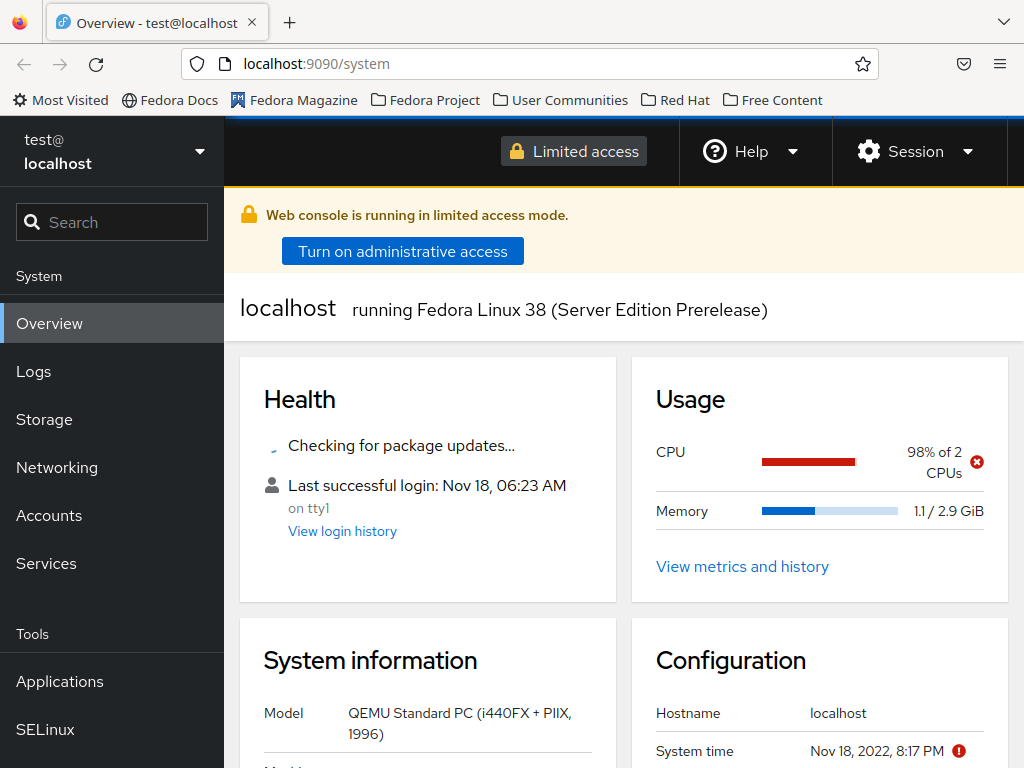 Overview - test@localhost
localhost:9090/system
Most Visited
Fedora Docs
FM
Fedora Magazine
Fedora Project
User Communities
Red Hat
Free Content
test@
localhost
Limited access
Help
Session
Web console is running in limited access mode.
Turn on administrative access
Search
System
Overview
Logs
Storage
Networking
Accounts
Services
Tools
Applications
SELinux
localhost running Fedora Linux 38 (Server Edition Prerelease)
Health
Checking for package updates...
Last successful login: Nov 18, 06:23 AM
on tty1
View login history
Usage
CPU
98% of 2
CPUs
Memory
1.1 / 2.9 GiB
View metrics and history
System information
Model
QEMU Standard PC (i440FX + PIIX,
1996)
Configuration
Hostname
localhost
System time
Nov 18, 2022, 8:17 PM